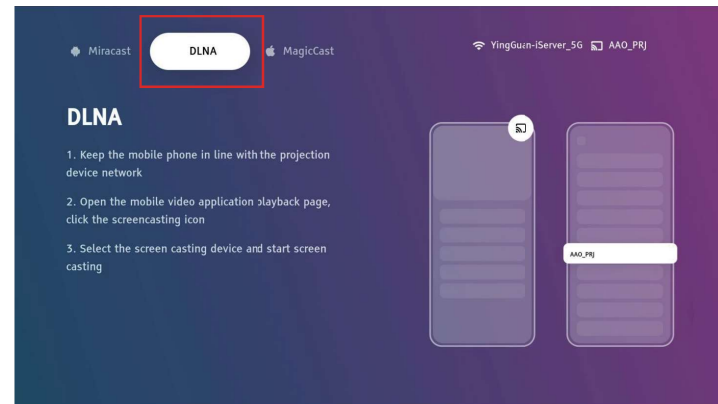 Miracast DLNA MagicCast YingGuan-iServer_5G AAO_PRJ
DLNA
1. Keep the mobile phone in line with the projection
device network
2. Open the mobile video application playback page,
click the screencasting icon
3. Select the screen casting device and start screen
casting
AAO_PRJ